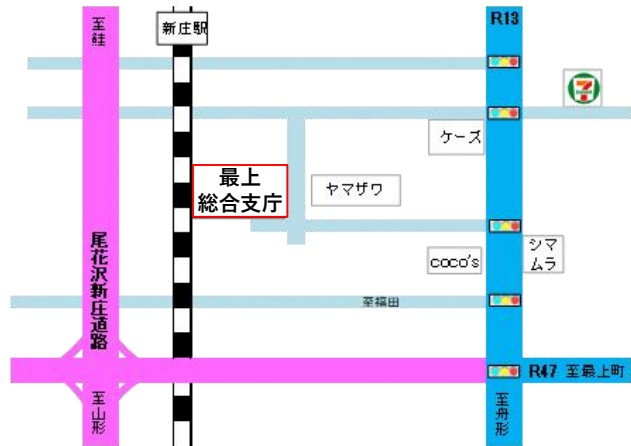 至鮭
新庄駅
R13
7
ケーズ
最上
総合支庁
ヤマザワ
尾花沢新庄道路
coco's
シマ
ムラ
至福田
R47 至最上町
至山形
至舟形